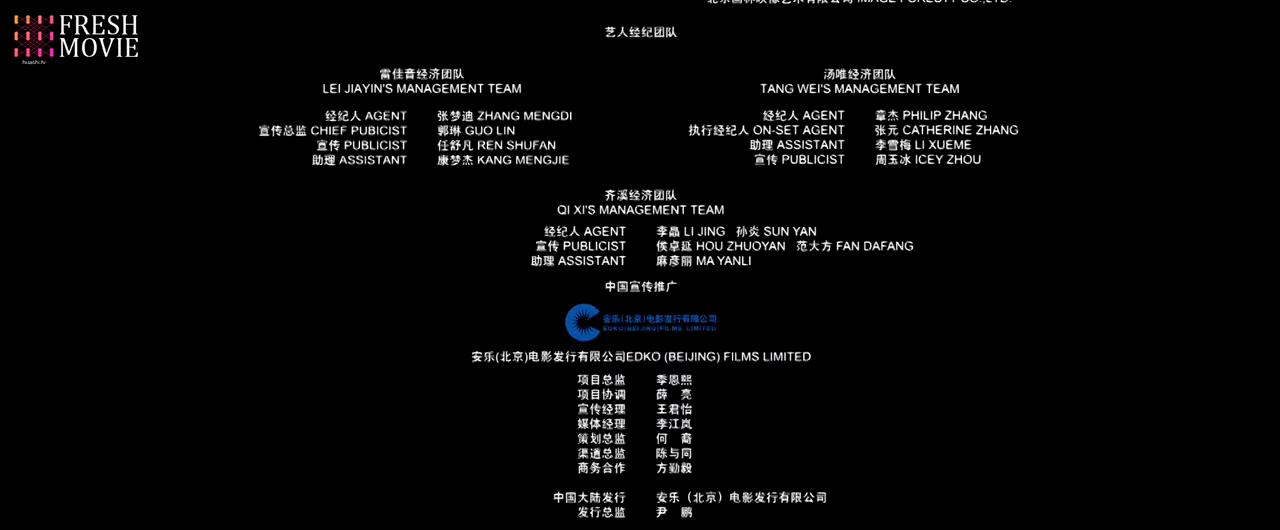 FRESH
MOVIE
huashi.tv
艺人经纪团队
雷佳音经济团队
LEI JIAYIN'S MANAGEMENT TEAM
经纪人 AGENT 张梦迪 ZHANG MENGDI
宣传总监 CHIEF PUBICIST 郭琳 GUO LIN
宣传 PUBLICIST 任舒凡 REN SHUFAN
助理 ASSISTANT 康梦杰 KANG MENGJIE
汤唯经济团队
TANG WEI'S MANAGEMENT TEAM
经纪人 AGENT 章杰 PHILIP ZHANG
执行经纪人 ON-SET AGENT 张元 CATHERINE ZHANG
助理 ASSISTANT 李雪梅 LI XUEME
宣传 PUBLICIST 周玉冰 ICEY ZHOU
齐溪经济团队
QI XI'S MANAGEMENT TEAM
经纪人 AGENT 李晶 LI JING 孙炎 SUN YAN
宣传 PUBLICIST 侯卓延 HOU ZHUOYAN 范大方 FAN DAFANG
助理 ASSISTANT 麻彦丽 MA YANLI
中国宣传推广
安乐(北京)电影发行有限公司
EDKO(BEIJING)FILMS LIMITED
安乐(北京)电影发行有限公司EDKO (BEIJING) FILMS LIMITED
项目总监 季恩熙
项目协调 薛 亮
宣传经理 王君怡
媒体经理 李江岚
策划总监 何 裔
渠道总监 陈与同
商务合作 方勤毅
中国大陆发行 安乐（北京）电影发行有限公司
发行总监 尹 鹏